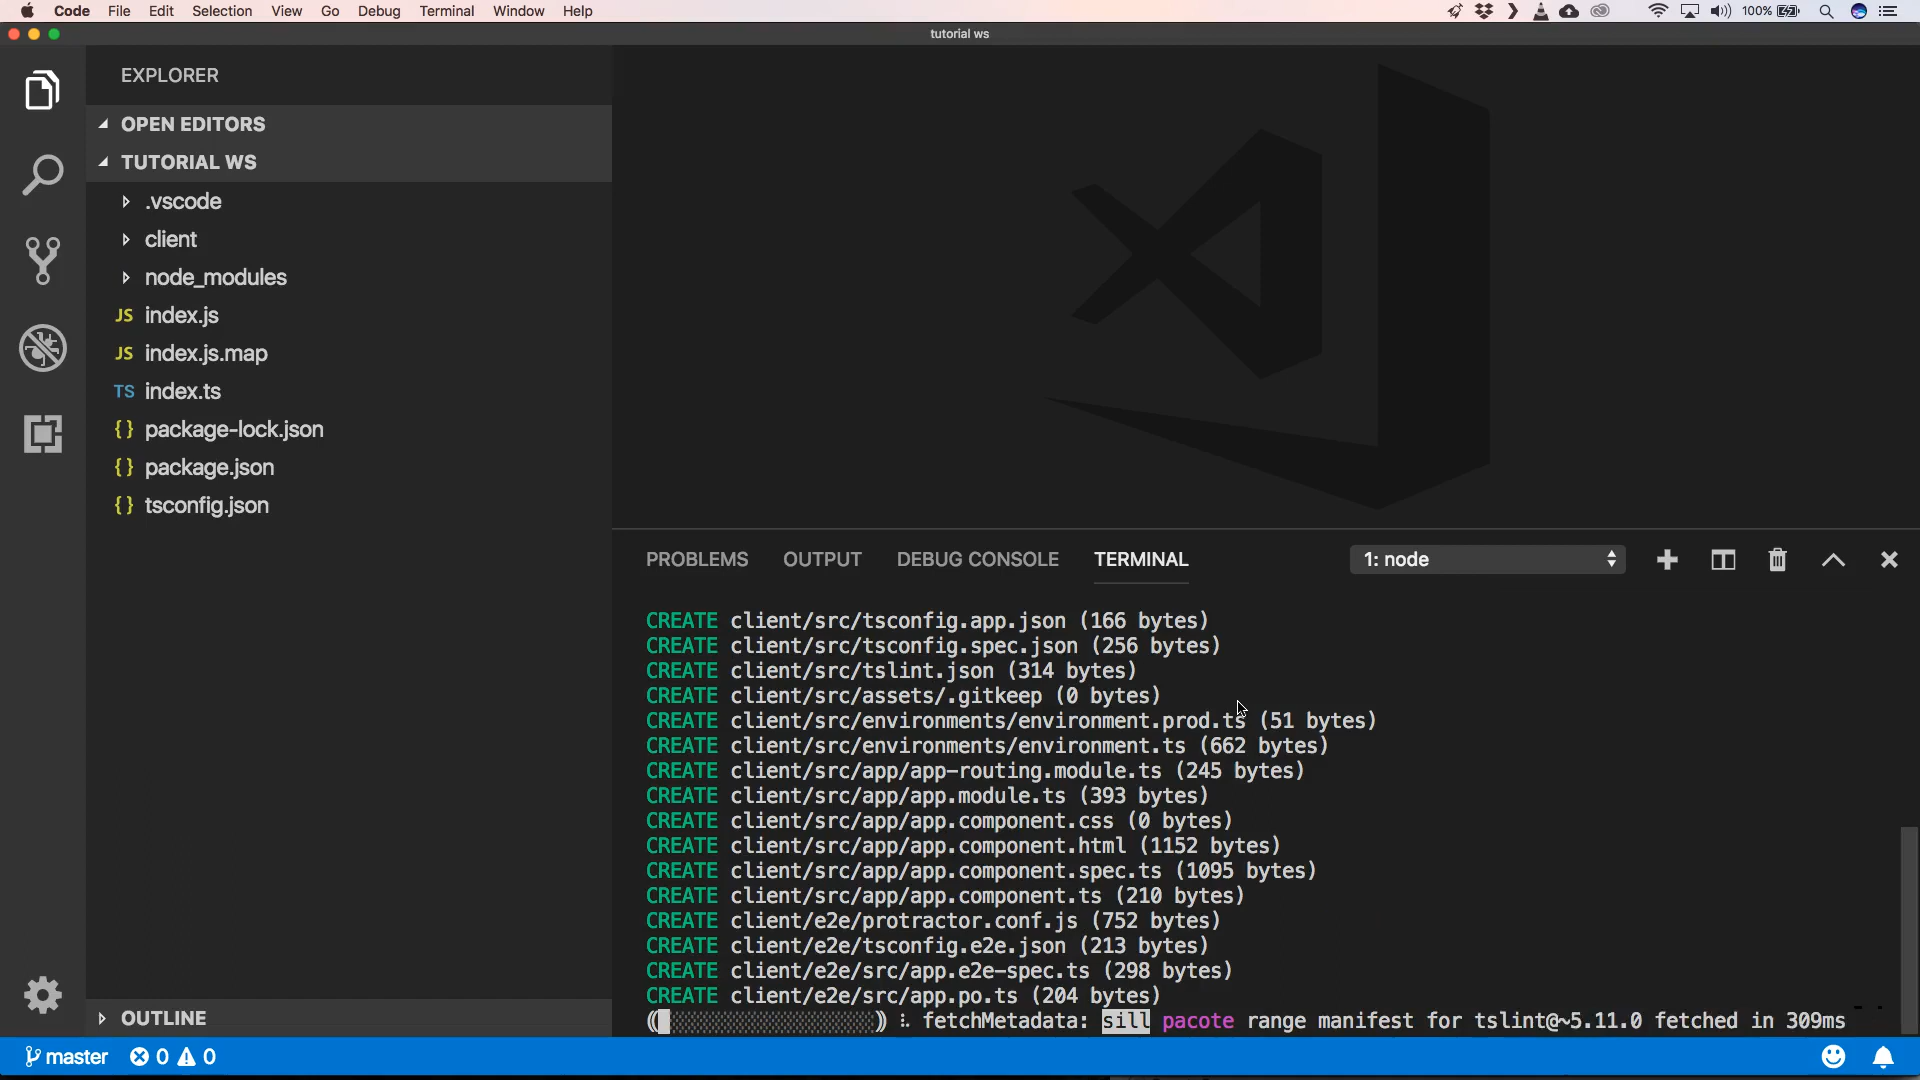 Code File Edit Selection View Go Debug Terminal Window Help 100%
tutorial ws
EXPLORER
OPEN EDITORS
TUTORIAL WS
.vscode
client
node_modules
JS index.js
JS index.js.map
TS index.ts
{ } package-lock.json
{ } package.json
{ } tsconfig.json
OUTLINE
PROBLEMS OUTPUT DEBUG CONSOLE TERMINAL 1: node
CREATE client/src/tsconfig.app.json (166 bytes)
CREATE client/src/tsconfig.spec.json (256 bytes)
CREATE client/src/tslint.json (314 bytes)
CREATE client/src/assets/.gitkeep (0 bytes)
CREATE client/src/environments/environment.prod.ts (51 bytes)
CREATE client/src/environments/environment.ts (662 bytes)
CREATE client/src/app/app-routing.module.ts (245 bytes)
CREATE client/src/app/app.module.ts (393 bytes)
CREATE client/src/app/app.component.css (0 bytes)
CREATE client/src/app/app.component.html (1152 bytes)
CREATE client/src/app/app.component.spec.ts (1095 bytes)
CREATE client/src/app/app.component.ts (210 bytes)
CREATE client/e2e/protractor.conf.js (752 bytes)
CREATE client/e2e/tsconfig.e2e.json (213 bytes)
CREATE client/e2e/src/app.e2e-spec.ts (298 bytes)
CREATE client/e2e/src/app.po.ts (204 bytes)
fetchMetadata: sill pacote range manifest for tslint@~5.11.0 fetched in 309ms
master 0 0